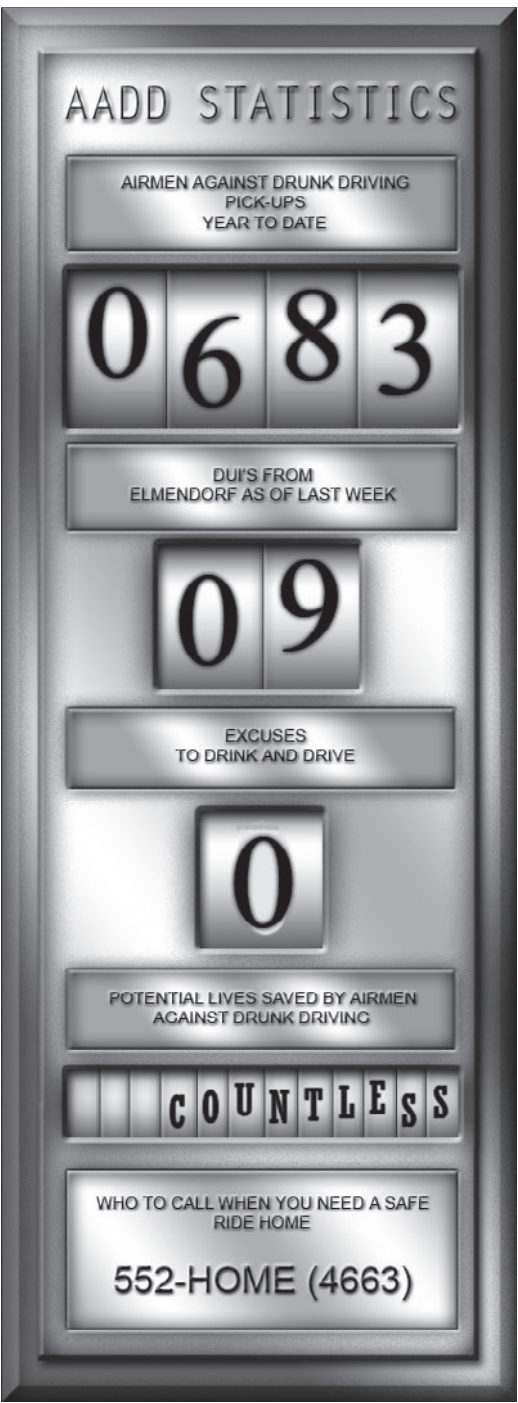 AADD STATISTICS
AIRMEN AGAINST DRUNK DRIVING
PICK-UPS
YEAR TO DATE
0683
DUI'S FROM
ELMENDORF AS OF LAST WEEK
09
EXCUSES
TO DRINK AND DRIVE
0
POTENTIAL LIVES SAVED BY AIRMEN
AGAINST DRUNK DRIVING
COUNTLESS
WHO TO CALL WHEN YOU NEED A SAFE
RIDE HOME
552-HOME (4663)